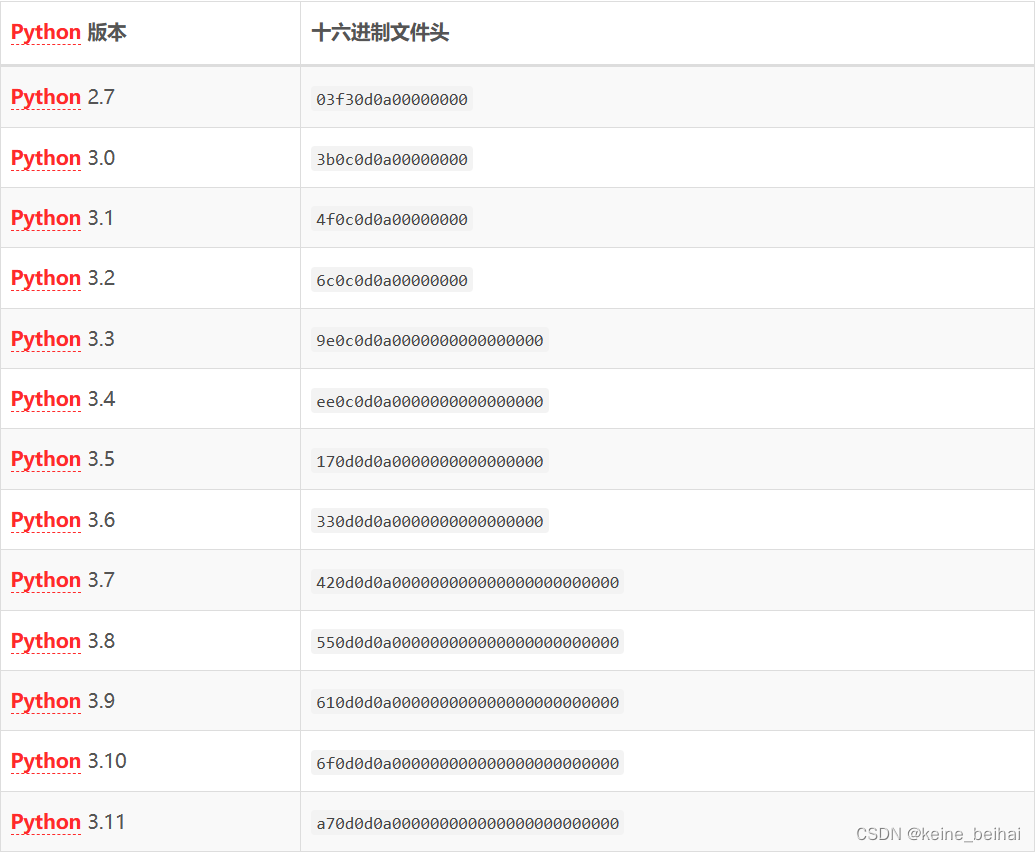 Python 版本 十六进制文件头
Python 2.7 03f30d0a00000000
Python 3.0 3b0c0d0a00000000
Python 3.1 4f0c0d0a00000000
Python 3.2 6c0c0d0a00000000
Python 3.3 9e0c0d0a0000000000000000
Python 3.4 ee0c0d0a0000000000000000
Python 3.5 170d0d0a0000000000000000
Python 3.6 330d0d0a0000000000000000
Python 3.7 420d0d0a000000000000000000000000
Python 3.8 550d0d0a000000000000000000000000
Python 3.9 610d0d0a000000000000000000000000
Python 3.10 6f0d0d0a000000000000000000000000
Python 3.11 a70d0d0a000000000000000000000000
CSDN @keine_beihai